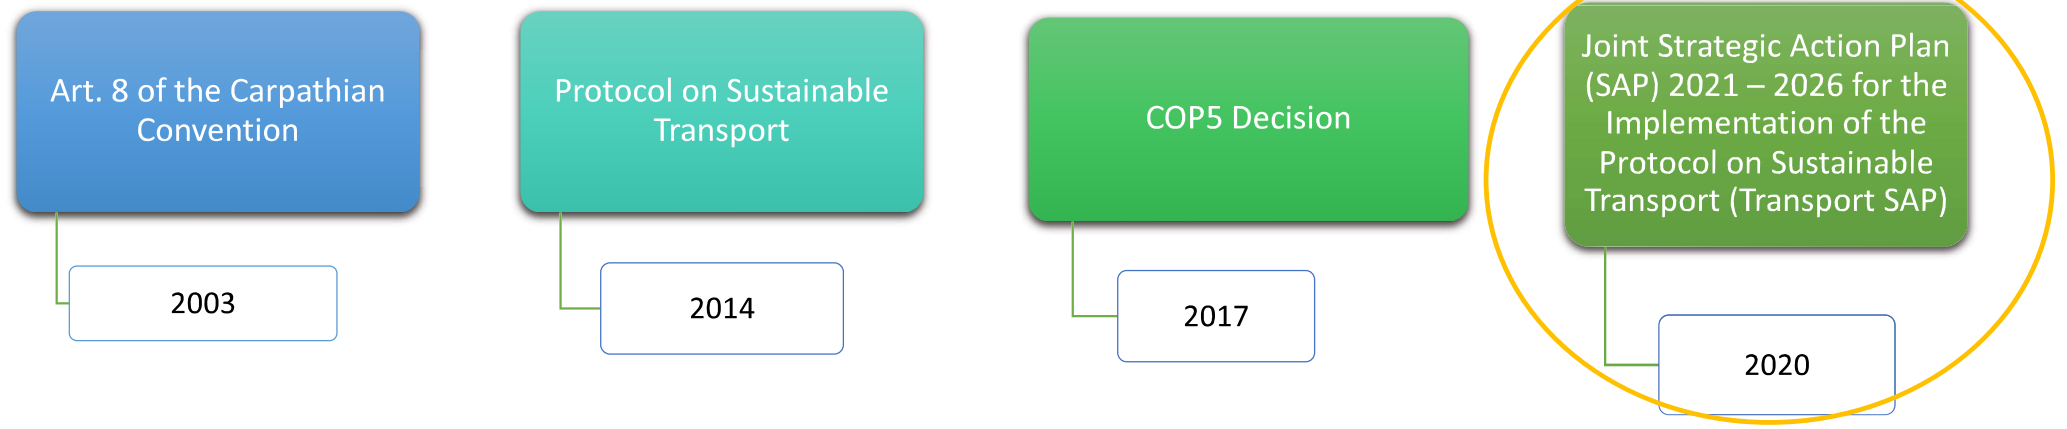 Art. 8 of the Carpathian
Convention
2003
Protocol on Sustainable
Transport
2014
COP5 Decision
2017
Joint Strategic Action Plan
(SAP) 2021 – 2026 for the
Implementation of the
Protocol on Sustainable
Transport (Transport SAP)
2020